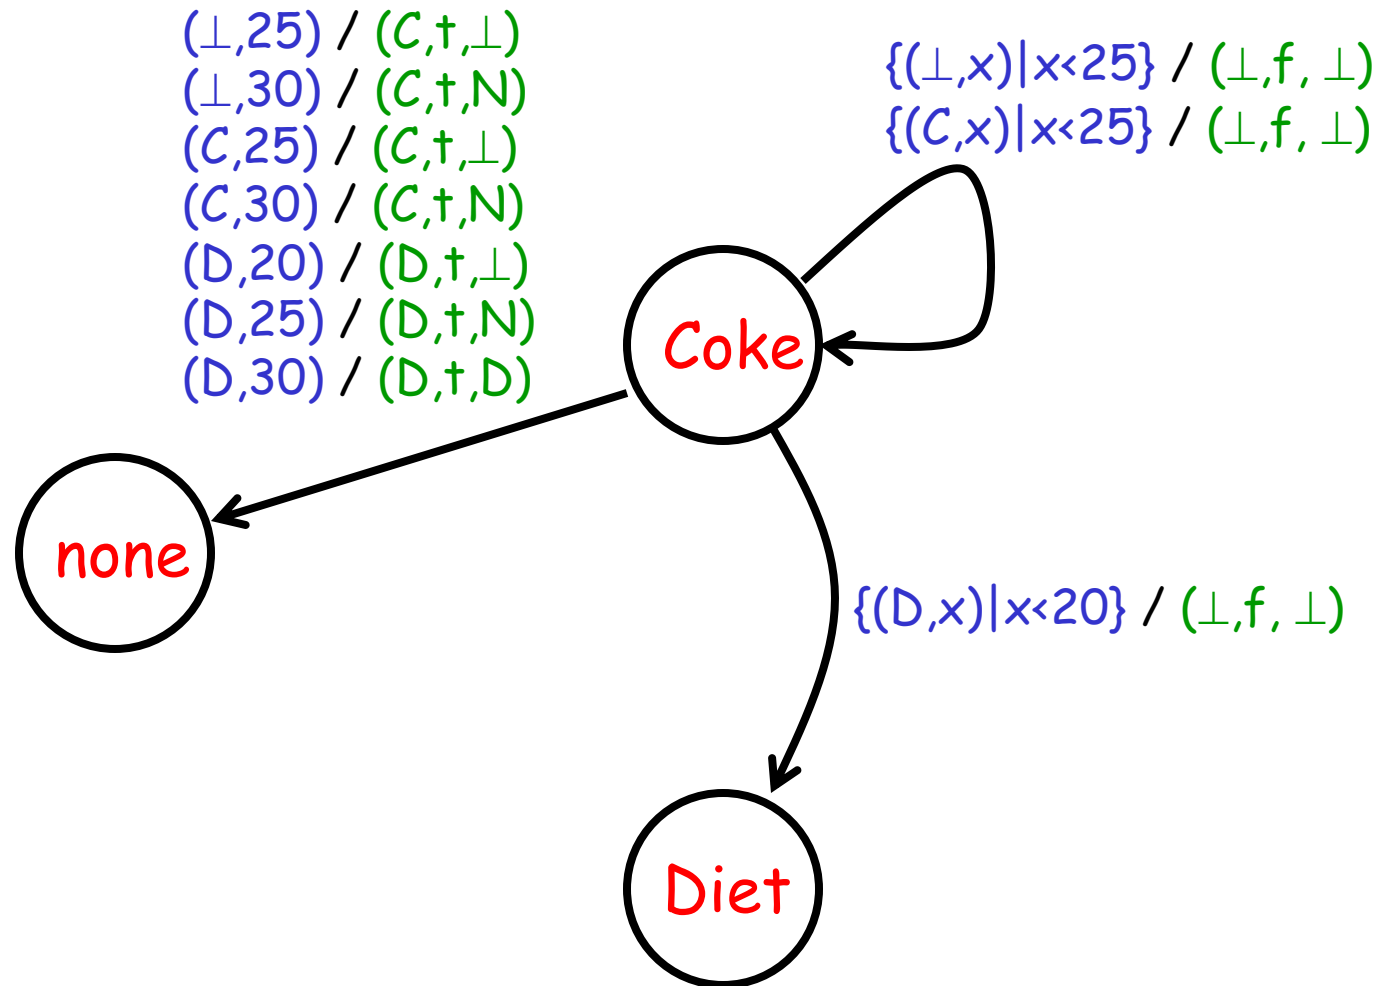 (⊥,25) / (C,t,⊥)
(⊥,30) / (C,t,N)
(C,25) / (C,t,⊥)
(C,30) / (C,t,N)
(D,20) / (D,t,⊥)
(D,25) / (D,t,N)
(D,30) / (D,t,D)
{(⊥,x)|x<25} / (⊥,f, ⊥)
{(C,x)|x<25} / (⊥,f, ⊥)
Coke
none
{(D,x)|x<20} / (⊥,f, ⊥)
Diet